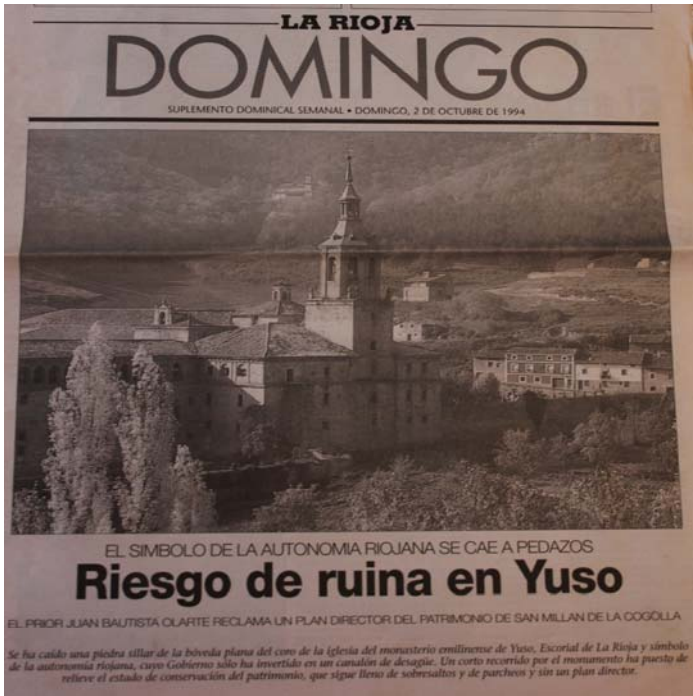 LA RIOJA
DOMINGO
SUPLEMENTO DOMINICAL SEMANAL • DOMINGO, 2 DE OCTUBRE DE 1994
EL SIMBOLO DE LA AUTONOMIA RIOJANA SE CAE A PEDAZOS
Riesgo de ruina en Yuso
EL PRIOR JUAN BAUTISTA OLARTE RECLAMA UN PLAN DIRECTOR DEL PATRIMONIO DE SAN MILLAN DE LA COGOLLA
Se ha caído una piedra sillar de la bóveda plana del coro de la iglesia del monasterio emilinense de Yuso, Escorial de La Rioja y símbolo
de la autonomía riojana, cuyo Gobierno sólo ha invertido en un canalón de desagüe. Un corto recorrido por el monumento ha puesto de
relieve el estado de conservación del patrimonio, que sigue lleno de sobresaltos y de parcheos y sin un plan director.